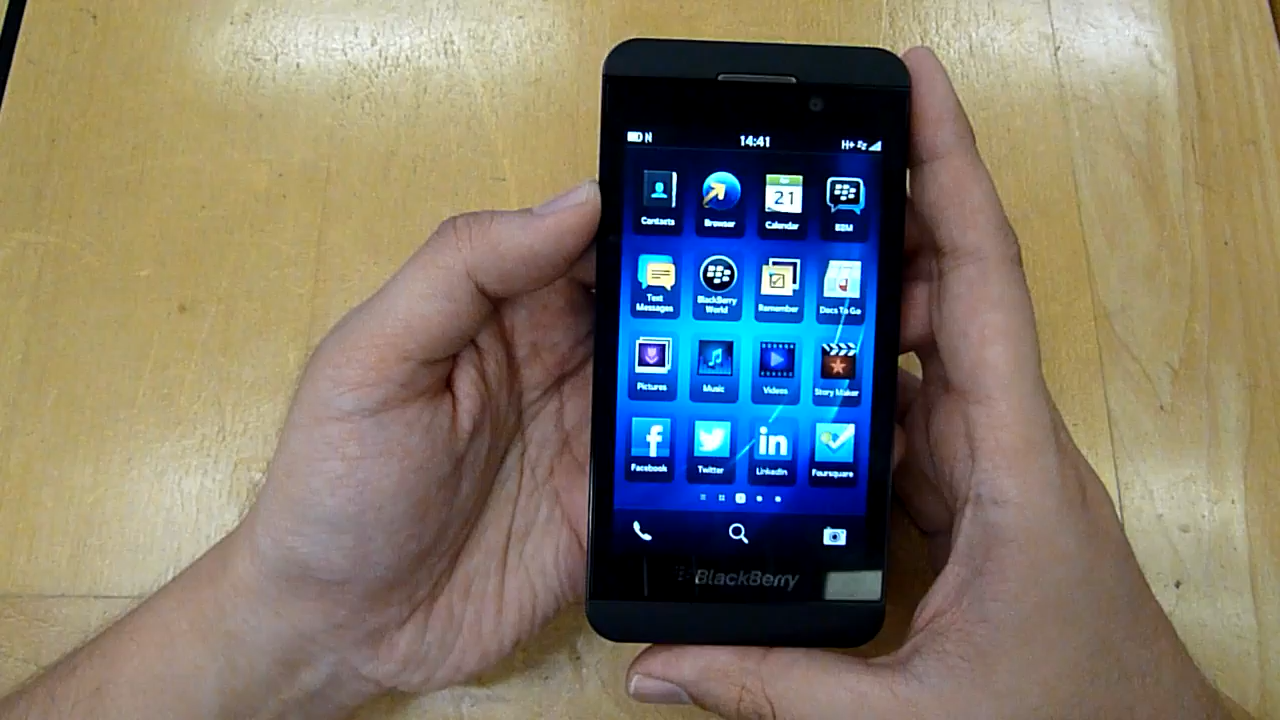 N 14:41 H+
Contacts Browser Calendar BBM
21
Text Messages BlackBerry World Remember Docs To Go
Pictures Music Videos Story Maker
Facebook Twitter LinkedIn Foursquare
f in
BlackBerry